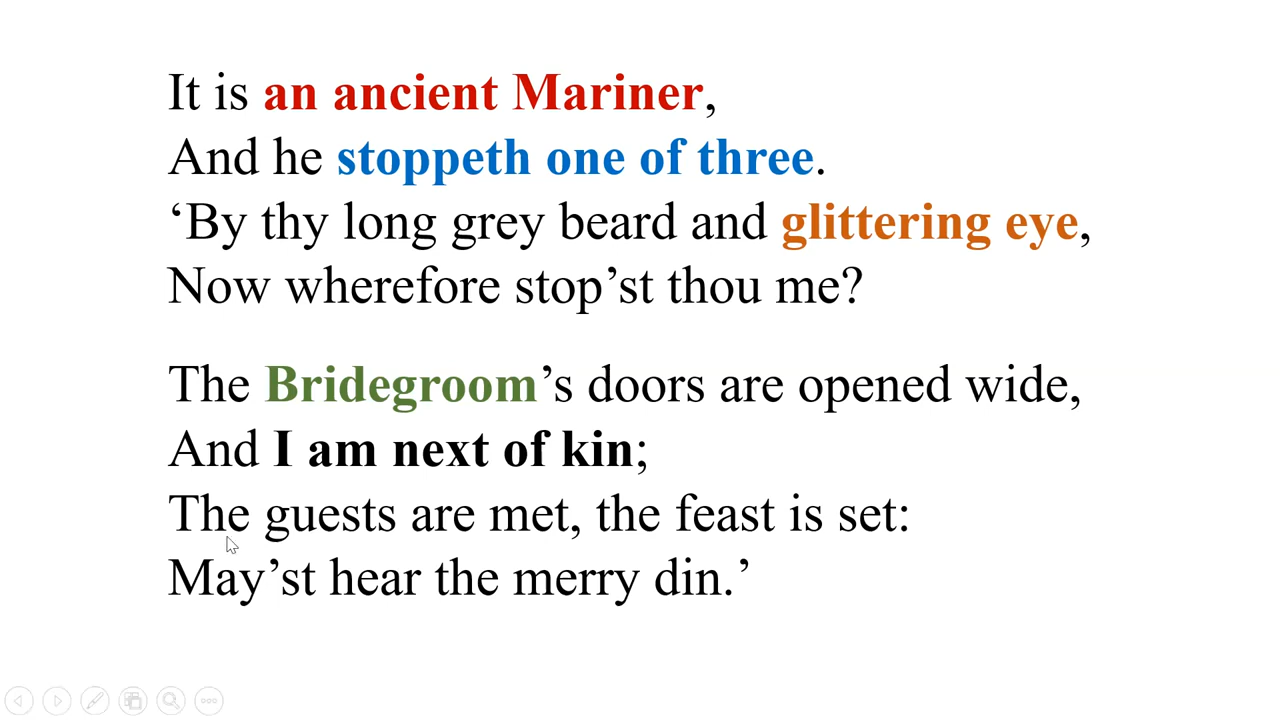 It is an ancient Mariner,
And he stoppeth one of three.
‘By thy long grey beard and glittering eye,
Now wherefore stop’st thou me?
The Bridegroom’s doors are opened wide,
And I am next of kin;
The guests are met, the feast is set:
May’st hear the merry din.’